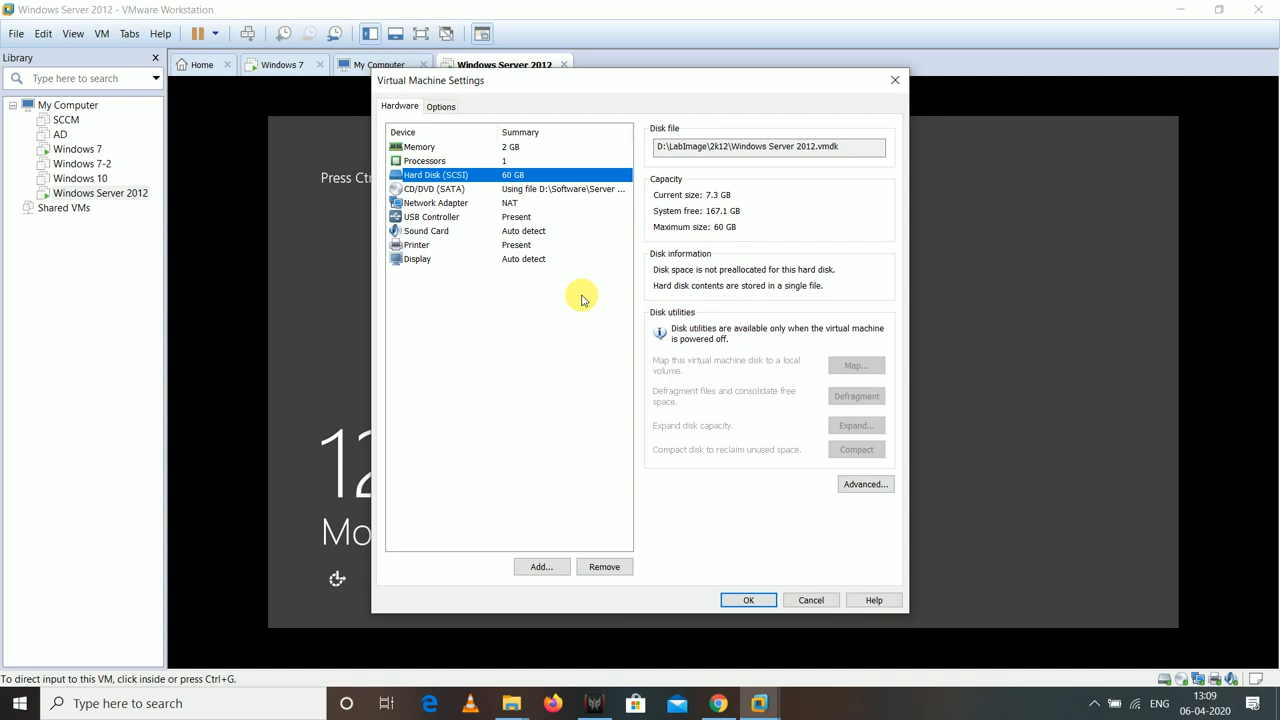 Windows Server 2012 - VMware Workstation
File Edit View VM Tabs Help
Library
Type here to search
My Computer
SCCM
AD
Windows 7
Windows 7-2
Windows 10
Windows Server 2012
Shared VMs
Home
Windows 7
My Computer
Windows Server 2012
Virtual Machine Settings
Hardware
Options
Device Summary
Memory 2 GB
Processors 1
Hard Disk (SCSI) 60 GB
CD/DVD (SATA) Using file D:\Software\Server ...
Network Adapter NAT
USB Controller Present
Sound Card Auto detect
Printer Present
Display Auto detect
Add...
Remove
Disk file
D:\LabImage\2k12\Windows Server 2012.vmdk
Capacity
Current size: 7.3 GB
System free: 167.1 GB
Maximum size: 60 GB
Disk information
Disk space is not preallocated for this hard disk.
Hard disk contents are stored in a single file.
Disk utilities
Disk utilities are available only when the virtual machine
is powered off.
Map this virtual machine disk to a local
volume.
Map...
Defragment files and consolidate free
space.
Defragment
Expand disk capacity.
Expand...
Compact disk to reclaim unused space.
Compact
Advanced...
OK
Cancel
Help
Press Ctr
12
Mo
To direct input to this VM, click inside or press Ctrl+G.
Type here to search
ENG
13:09
06-04-2020